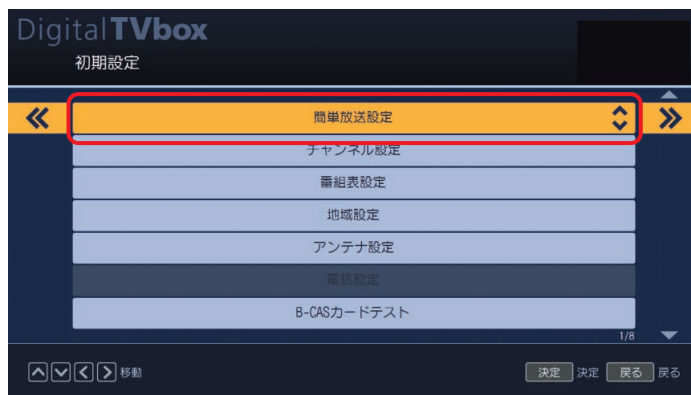 DigitalTVbox
初期設定
簡単放送設定
チャンネル設定
番組表設定
地域設定
アンテナ設定
電話設定
B-CASカードテスト
1/8
移動 決定 決定 戻る 戻る